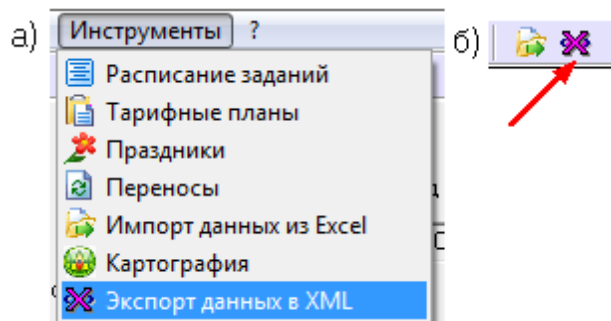 а) Инструменты ? б)
Расписание заданий
Тарифные планы
Праздники
Переносы
Импорт данных из Excel
Картография
Экспорт данных в XML